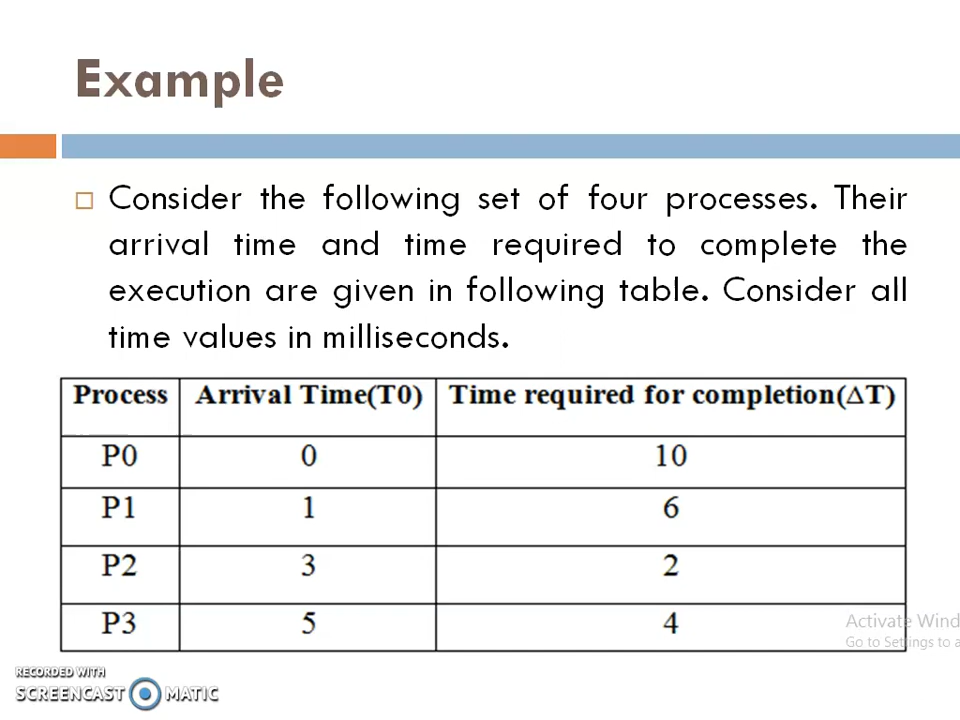 Example
Consider the following set of four processes. Their
arrival time and time required to complete the
execution are given in following table. Consider all
time values in milliseconds.
Process Arrival Time(T0) Time required for completion(ΔT)
P0 0 10
P1 1 6
P2 3 2
P3 5 4
Activate Wind
Go to Settings to a
RECORDED WITH
SCREENCAST MATIC